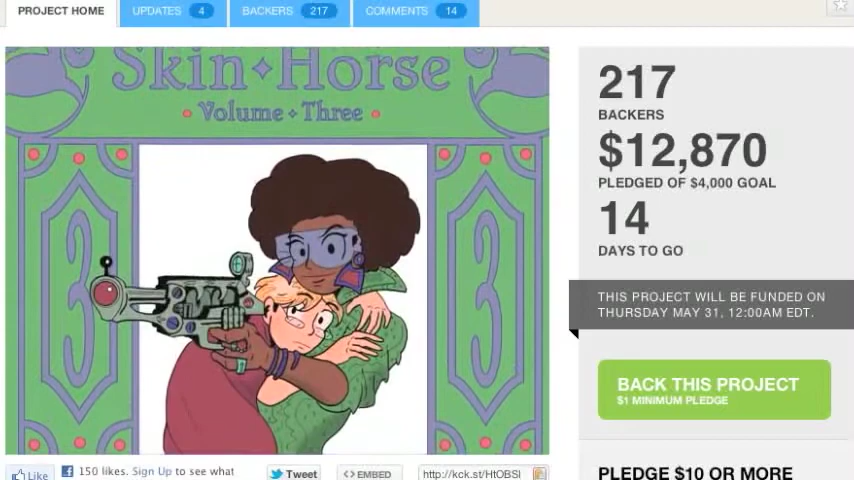 PROJECT HOME
UPDATES 4
BACKERS 217
COMMENTS 14
Skin Horse
Volume Three
3
3
217
BACKERS
$12,870
PLEDGED OF $4,000 GOAL
14
DAYS TO GO
THIS PROJECT WILL BE FUNDED ON
THURSDAY MAY 31, 12:00AM EDT.
BACK THIS PROJECT
$1 MINIMUM PLEDGE
PLEDGE $10 OR MORE
Like
150 likes. Sign Up to see what
Tweet
<> EMBED
http://kck.st/HtOBSI